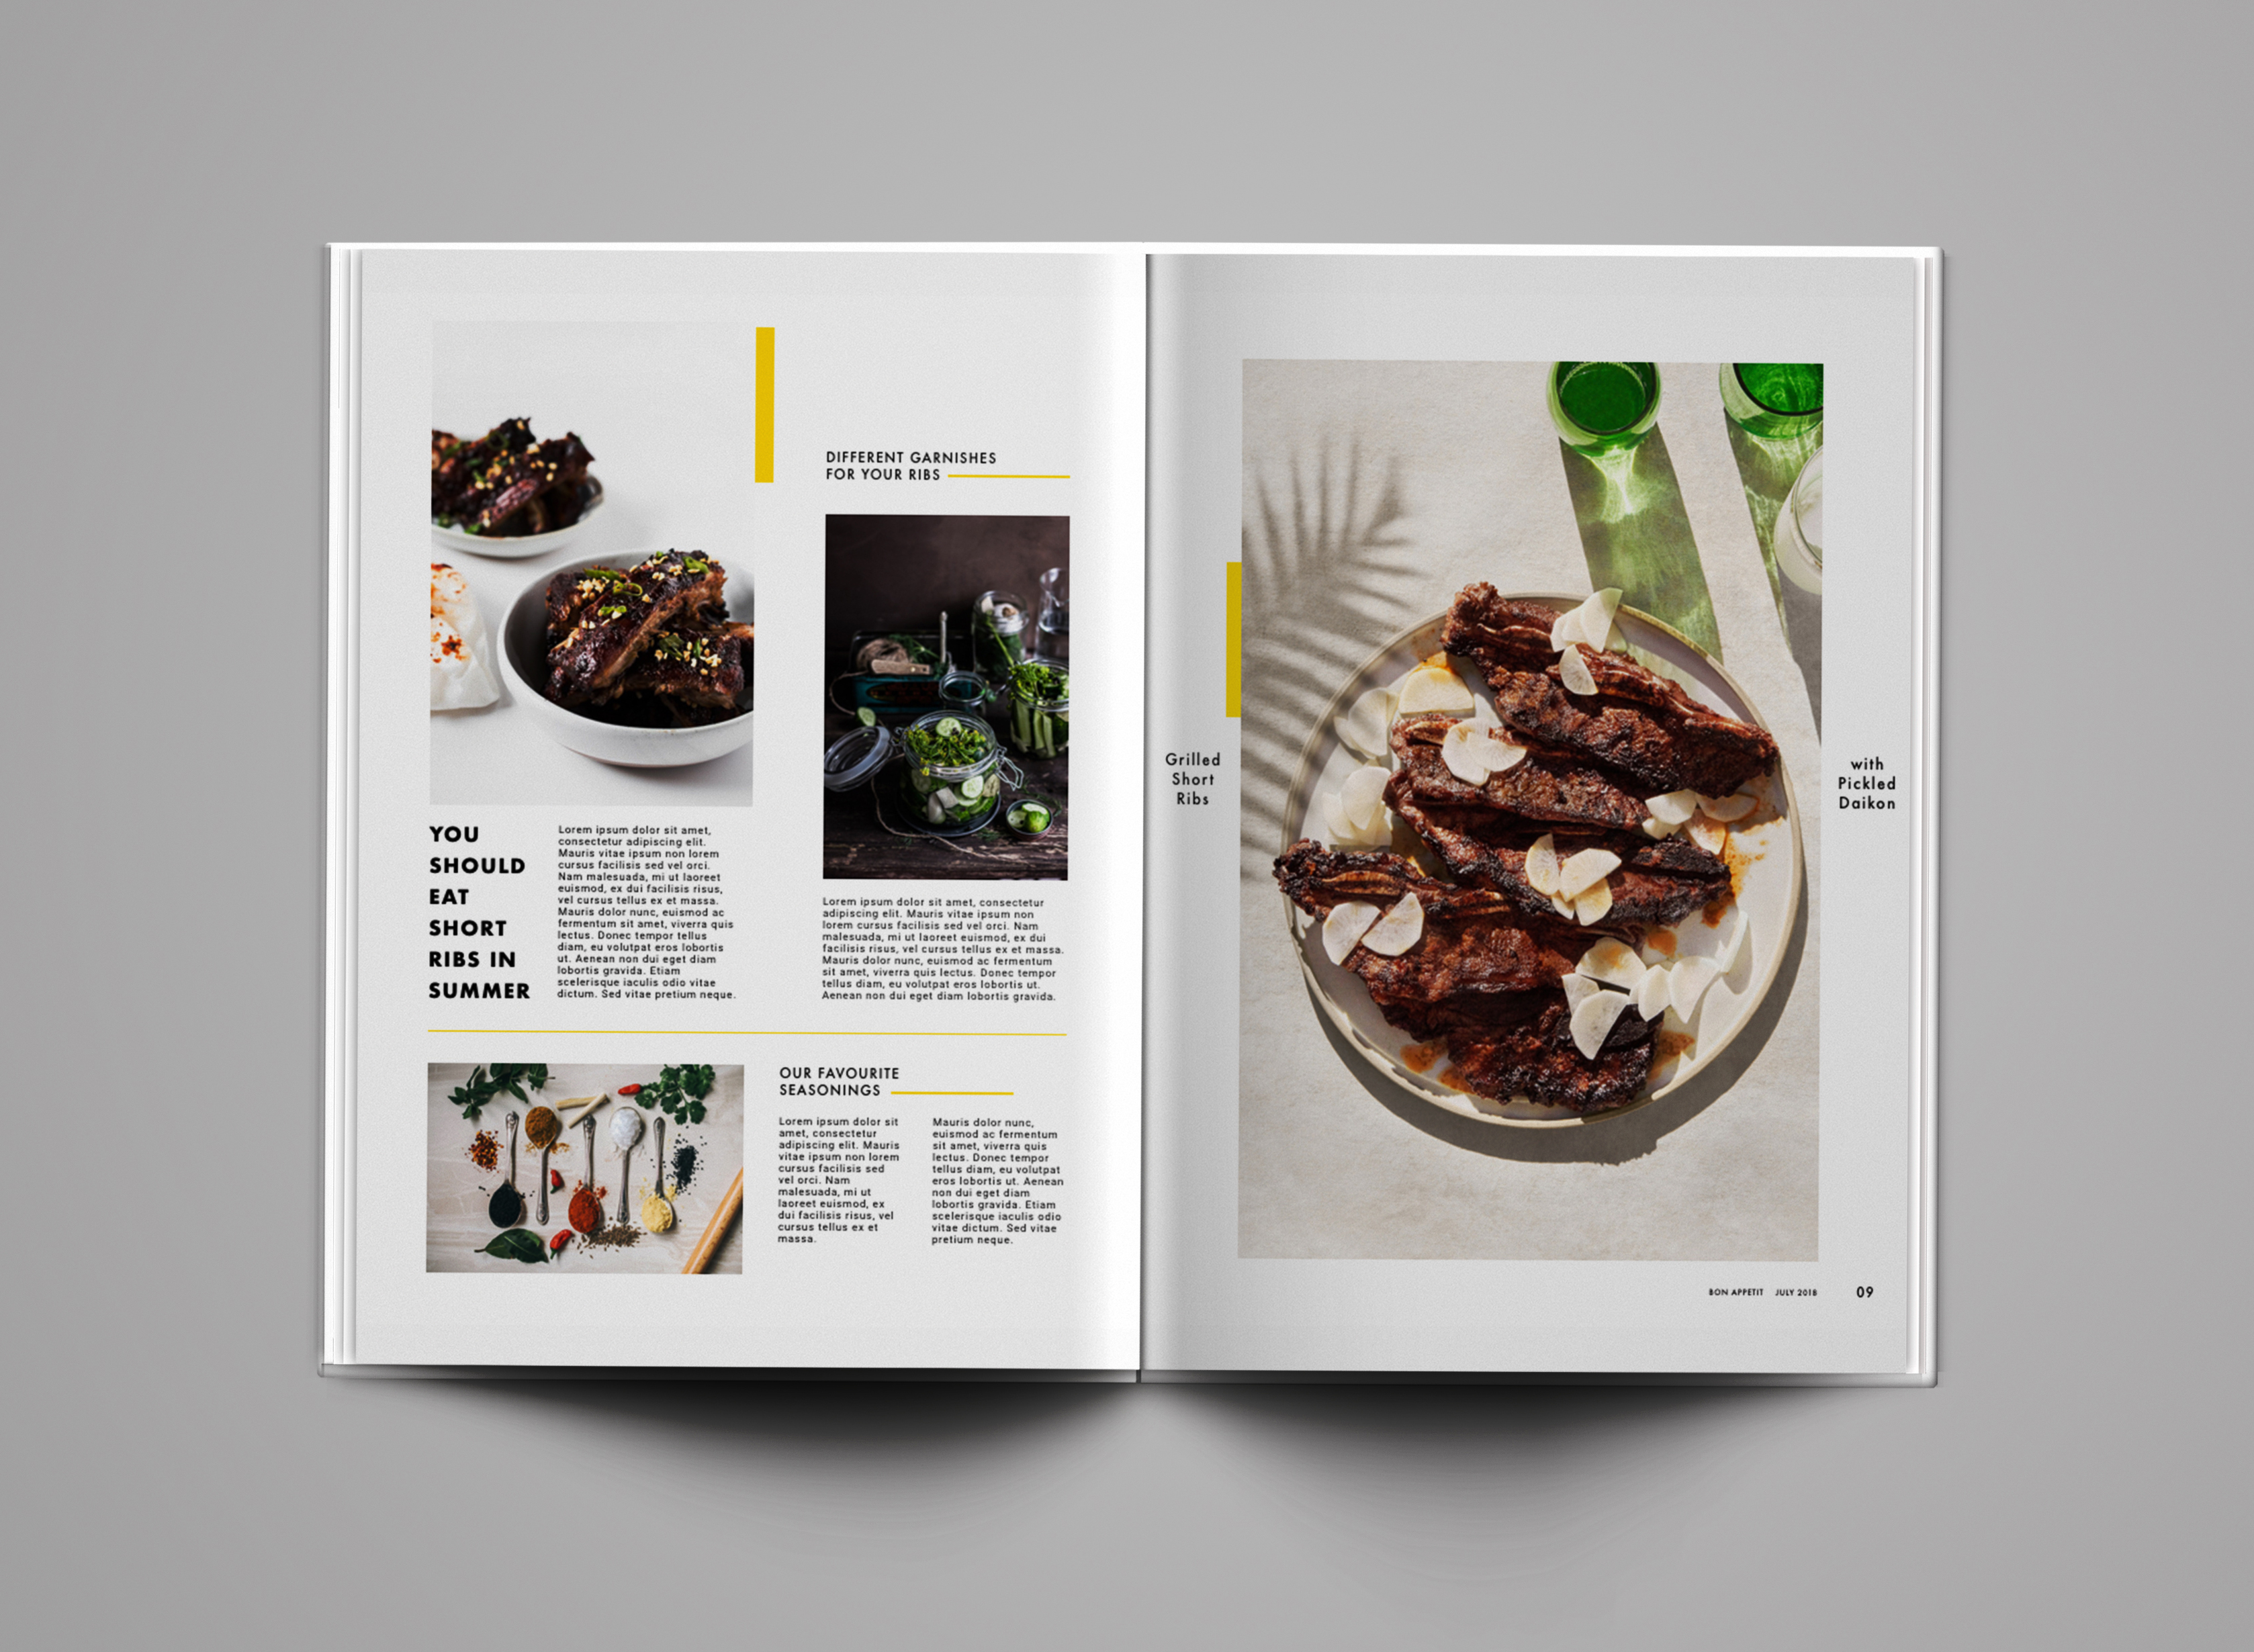 DIFFERENT GARNISHES
FOR YOUR RIBS
YOU
SHOULD
EAT
SHORT
RIBS IN
SUMMER
Lorem ipsum dolor sit amet,
consectetur adipiscing elit.
Mauris vitae ipsum non lorem
cursus facilisis sed vel orci.
Nam malesuada, mi ut laoreet
euismod, ex dui facilisis risus,
vel cursus tellus ex et massa.
Mauris dolor nunc, euismod ac
fermentum sit amet, viverra quis
lectus. Donec tempor tellus
diam, eu volutpat eros lobortis
ut. Aenean non dui eget diam
lobortis gravida. Etiam
scelerisque iaculis odio vitae
dictum. Sed vitae pretium neque.
Lorem ipsum dolor sit amet, consectetur
adipiscing elit. Mauris vitae ipsum non
lorem cursus facilisis sed vel orci. Nam
malesuada, mi ut laoreet euismod, ex dui
facilisis risus, vel cursus tellus ex et massa.
Mauris dolor nunc, euismod ac fermentum
sit amet, viverra quis lectus. Donec tempor
tellus diam, eu volutpat eros lobortis ut.
Aenean non dui eget diam lobortis gravida.
OUR FAVOURITE
SEASONINGS
Lorem ipsum dolor sit
amet, consectetur
adipiscing elit. Mauris
vitae ipsum non lorem
cursus facilisis sed
vel orci. Nam
malesuada, mi ut
laoreet euismod, ex
dui facilisis risus, vel
cursus tellus ex et
massa.
Mauris dolor nunc,
euismod ac fermentum
sit amet, viverra quis
lectus. Donec tempor
tellus diam, eu volutpat
eros lobortis ut. Aenean
non dui eget diam
lobortis gravida. Etiam
scelerisque iaculis odio
vitae dictum. Sed vitae
pretium neque.
Grilled
Short
Ribs
with
Pickled
Daikon
BON APPETIT JULY 2018 09